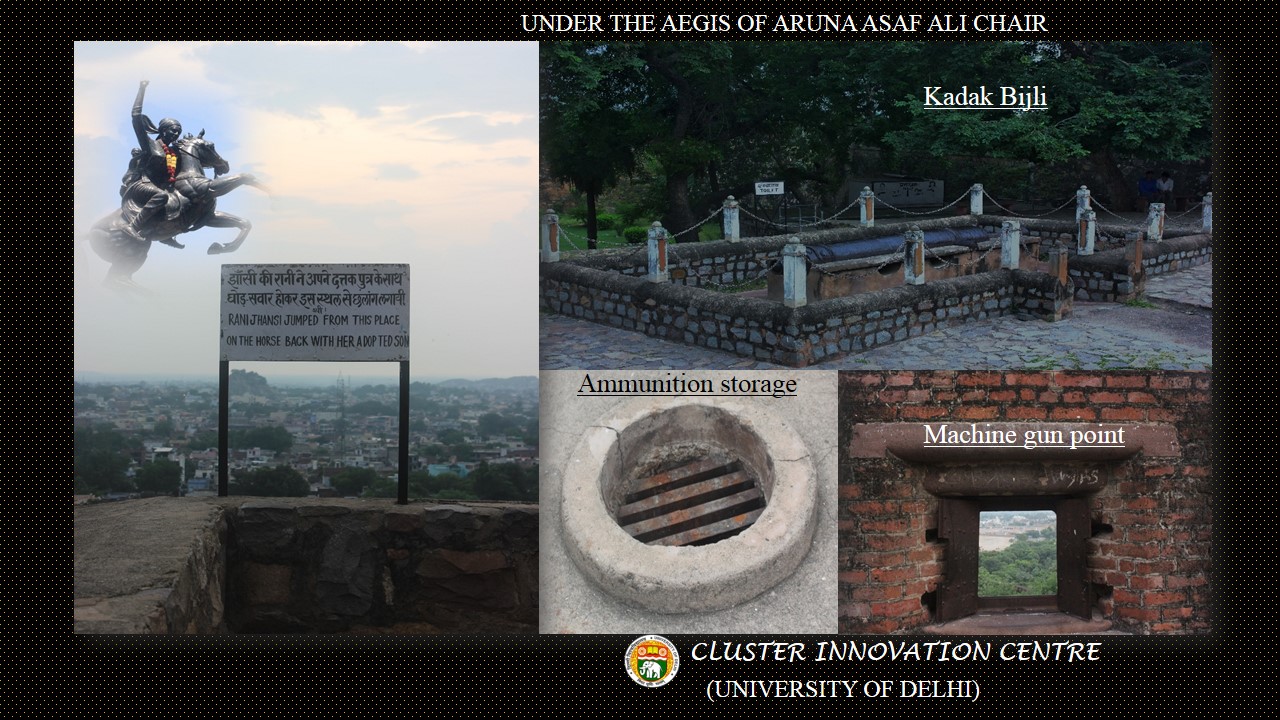 UNDER THE AEGIS OF ARUNA ASAF ALI CHAIR
झाँसी की रानी ने अपने दत्तक पुत्र के साथ
घोड़े सवार होकर इस स्थल से छलाँग लगायी
थी।
RANI JHANSI JUMPED FROM THIS PLACE
ON THE HORSE BACK WITH HER ADOPTED SON
Kadak Bijli
TOILET
Ammunition storage
Machine gun point
CLUSTER INNOVATION CENTRE
(UNIVERSITY OF DELHI)